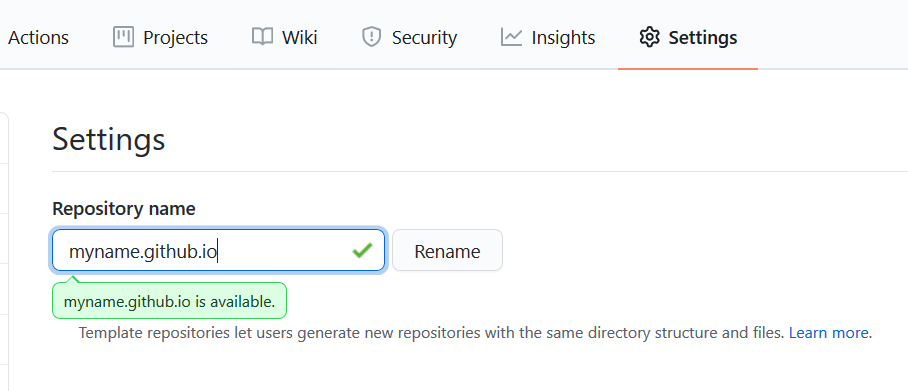 Actions Projects Wiki Security Insights Settings
Settings
Repository name
myname.github.io Rename
myname.github.io is available.
Template repositories let users generate new repositories with the same directory structure and files. Learn more.